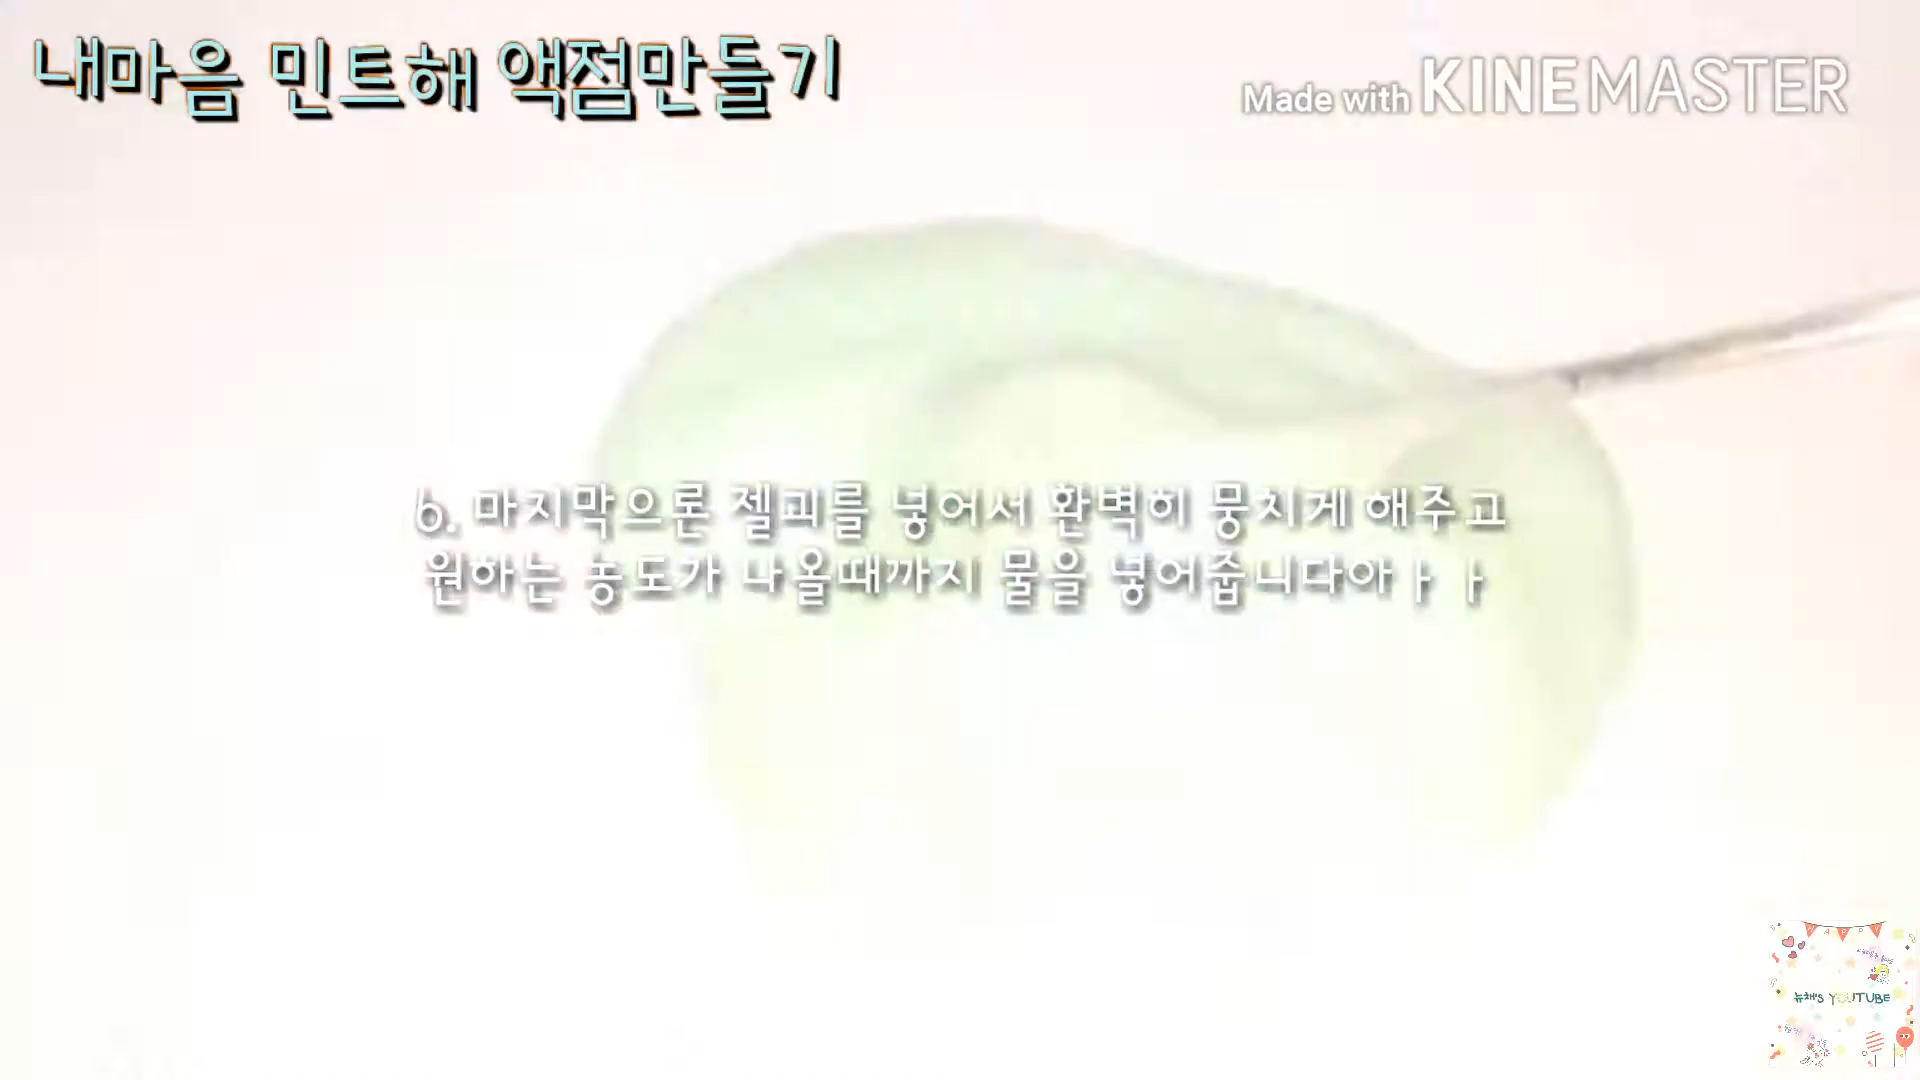 내마음 민트해 액점만들기
Made with KINEMASTER
6. 마지막으론 젤괴를 넣어서 완벽히 뭉치게 해주고
원하는 농도가 나올때까지 물을 넣어줍니다아ㅏㅏ
HAPPY
뉴채's YOUTUBE